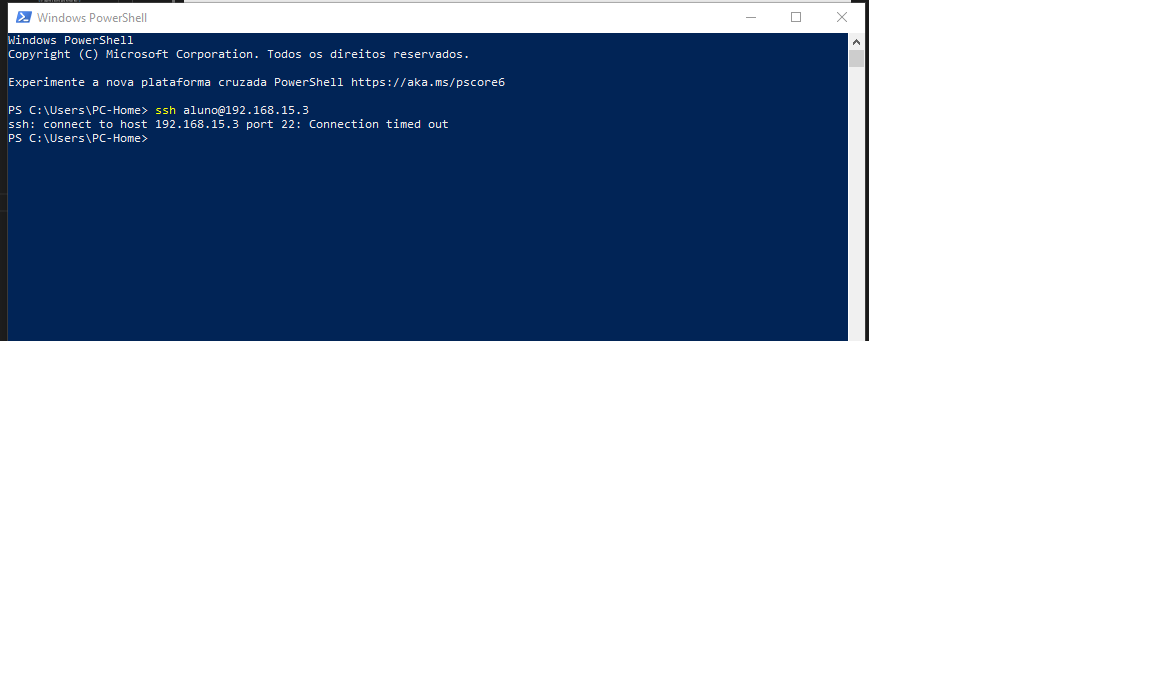 Windows PowerShell
Windows PowerShell
Copyright (C) Microsoft Corporation. Todos os direitos reservados.
Experimente a nova plataforma cruzada PowerShell https://aka.ms/pscore6
PS C:\Users\PC-Home> ssh aluno@192.168.15.3
ssh: connect to host 192.168.15.3 port 22: Connection timed out
PS C:\Users\PC-Home>